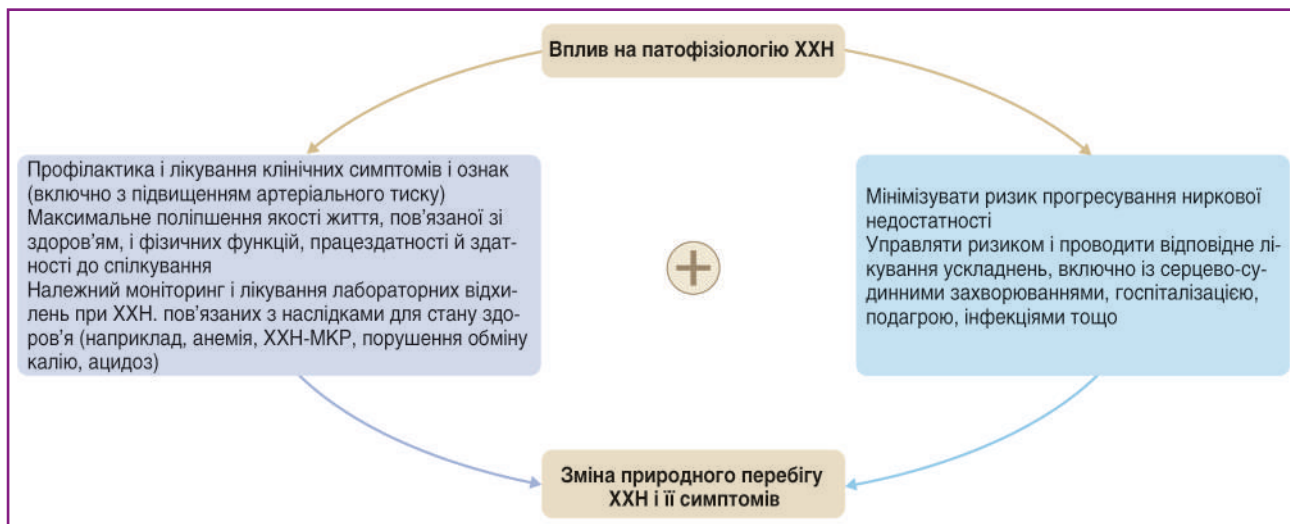 Вплив на патофізіологію ХХН
Профілактика і лікування клінічних симптомів і ознак
(включно з підвищенням артеріального тиску)
Максимальне поліпшення якості життя, пов’язаної зі
здоров’ям, і фізичних функцій, працездатності й здат-
ності до спілкування
Належний моніторинг і лікування лабораторних відхи-
лень при ХХН. пов’язаних з наслідками для стану здо-
ров’я (наприклад, анемія, ХХН-МКР, порушення обміну
калію, ацидоз)
Мінімізувати ризик прогресування ниркової
недостатності
Управляти ризиком і проводити відповідне лі-
кування ускладнень, включно із серцево-су-
динними захворюваннями, госпіталізацією,
подагрою, інфекціями тощо
Зміна природного перебігу
ХХН і її симптомів